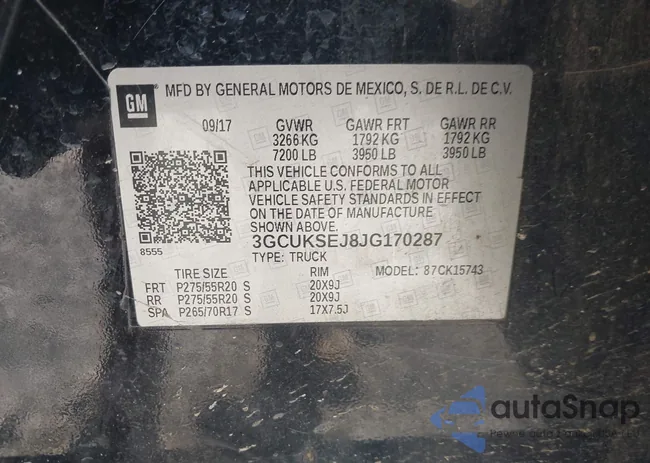 GM
MFD BY GENERAL MOTORS DE MEXICO, S. DE R.L. DE C.V.
09/17 GVWR GAWR FRT GAWR RR
3266 KG 1792 KG 1792 KG
7200 LB 3950 LB 3950 LB
THIS VEHICLE CONFORMS TO ALL
APPLICABLE U.S. FEDERAL MOTOR
VEHICLE SAFETY STANDARDS IN EFFECT
ON THE DATE OF MANUFACTURE
SHOWN ABOVE.
8555
3GCUKSEJ8JG170287
TYPE: TRUCK
TIRE SIZE RIM MODEL: 87CK15743
FRT P275/55R20 S 20X9J
RR P275/55R20 S 20X9J
SPA P265/70R17 S 17X7.5J
autaSnap